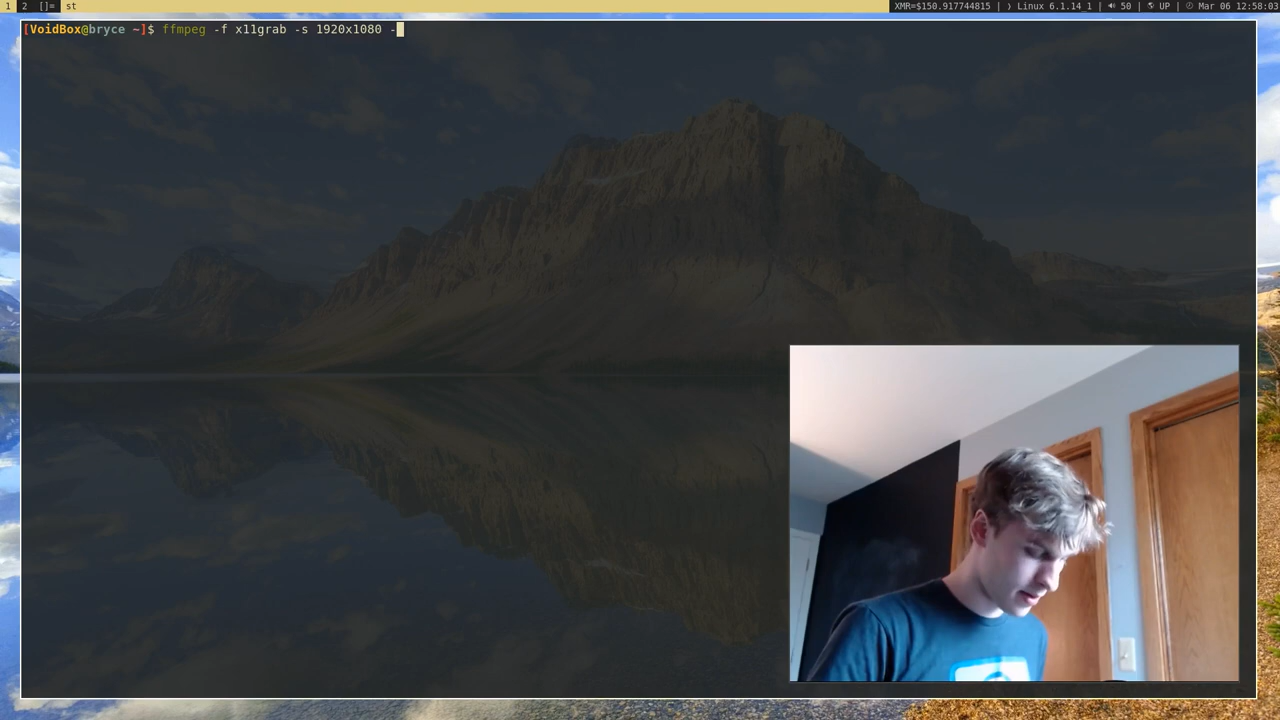 1 2 []= st XMR=$150.917744815 | ❯ Linux 6.1.14_1 | 🔊 50 | 🌎 UP | 🕗 Mar 06 12:58:03
[VoidBox@bryce ~]$ ffmpeg -f x11grab -s 1920x1080 -